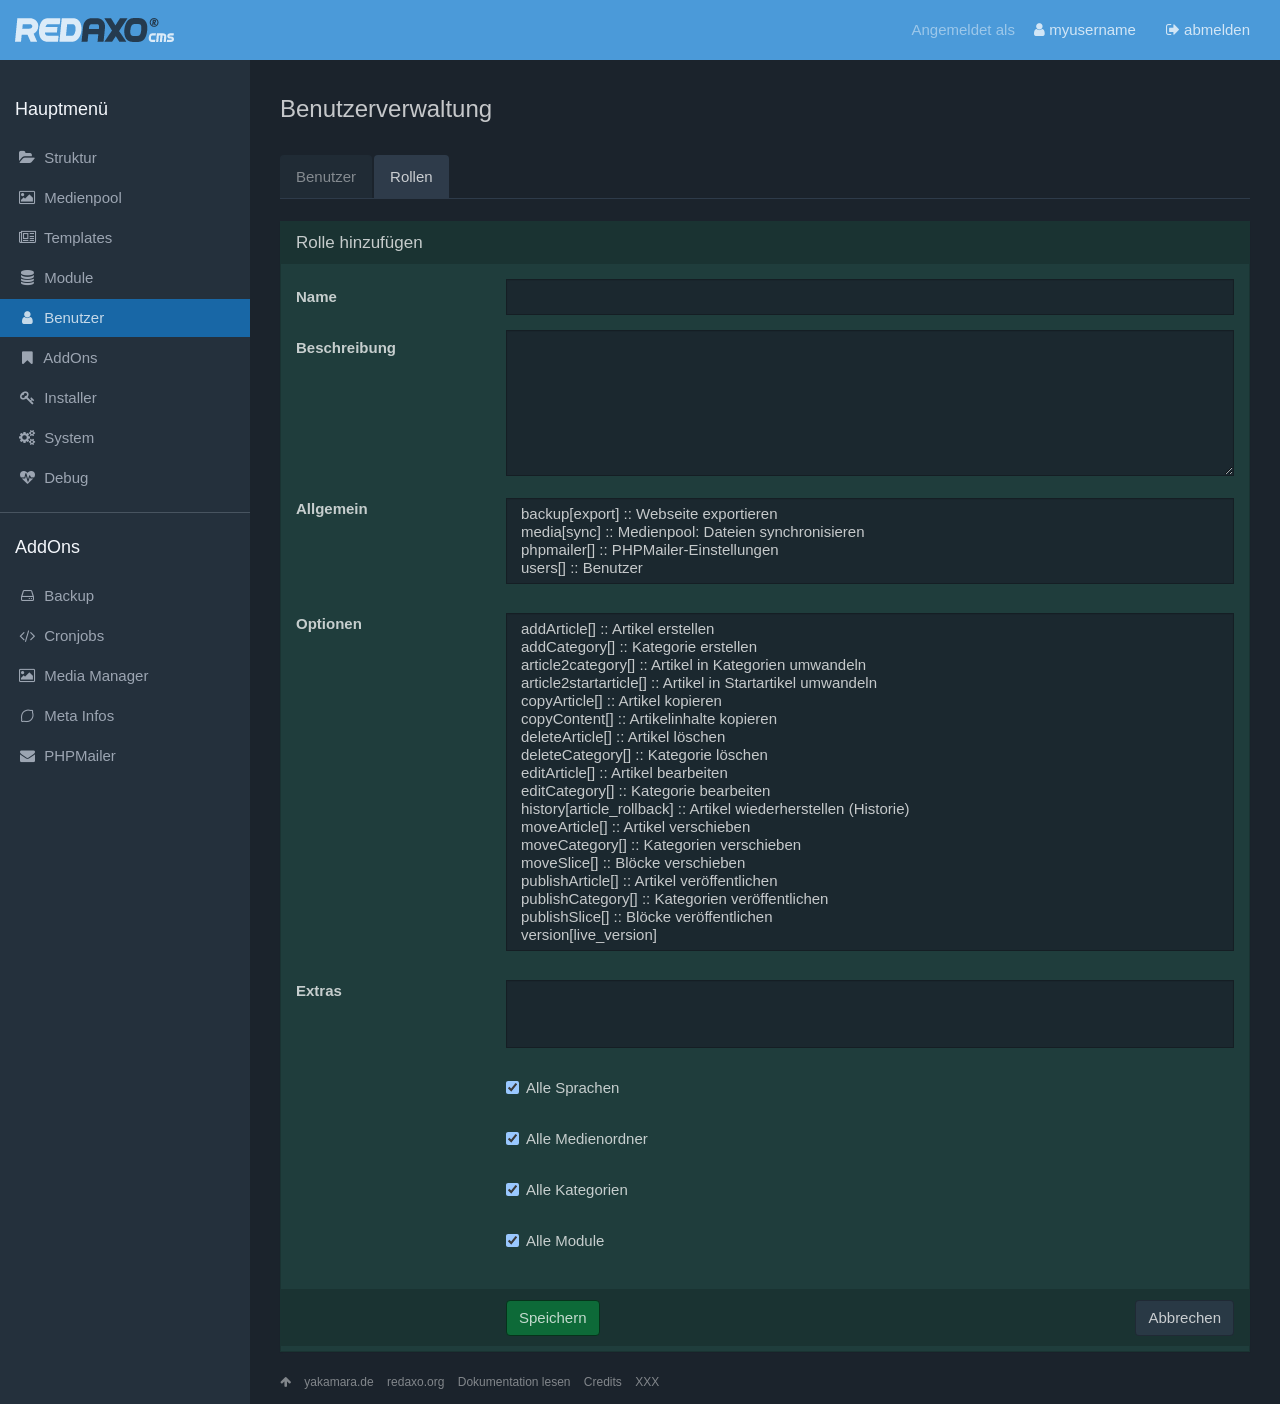 REDAXO® cms
Angemeldet als myusername abmelden
Hauptmenü
Struktur
Medienpool
Templates
Module
Benutzer
AddOns
Installer
System
Debug
AddOns
Backup
Cronjobs
Media Manager
Meta Infos
PHPMailer
Benutzerverwaltung
Benutzer Rollen
Rolle hinzufügen
Name
Beschreibung
Allgemein
backup[export] :: Webseite exportieren
media[sync] :: Medienpool: Dateien synchronisieren
phpmailer[] :: PHPMailer-Einstellungen
users[] :: Benutzer
Optionen
addArticle[] :: Artikel erstellen
addCategory[] :: Kategorie erstellen
article2category[] :: Artikel in Kategorien umwandeln
article2startarticle[] :: Artikel in Startartikel umwandeln
copyArticle[] :: Artikel kopieren
copyContent[] :: Artikelinhalte kopieren
deleteArticle[] :: Artikel löschen
deleteCategory[] :: Kategorie löschen
editArticle[] :: Artikel bearbeiten
editCategory[] :: Kategorie bearbeiten
history[article_rollback] :: Artikel wiederherstellen (Historie)
moveArticle[] :: Artikel verschieben
moveCategory[] :: Kategorien verschieben
moveSlice[] :: Blöcke verschieben
publishArticle[] :: Artikel veröffentlichen
publishCategory[] :: Kategorien veröffentlichen
publishSlice[] :: Blöcke veröffentlichen
version[live_version]
Extras
Alle Sprachen
Alle Medienordner
Alle Kategorien
Alle Module
Speichern Abbrechen
yakamara.de redaxo.org Dokumentation lesen Credits XXX